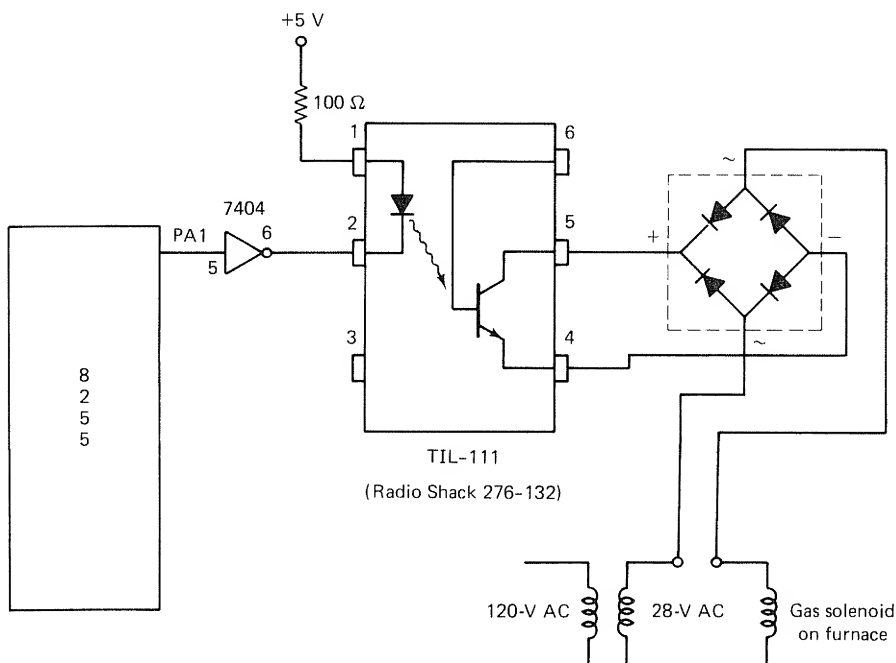 +5 V
100 Ω
1
6
7404
PA1
5
6
2
5
+
~
−
3
4
~
8
2
5
5
TIL-111
(Radio Shack 276-132)
120-V AC
28-V AC
Gas solenoid
on furnace